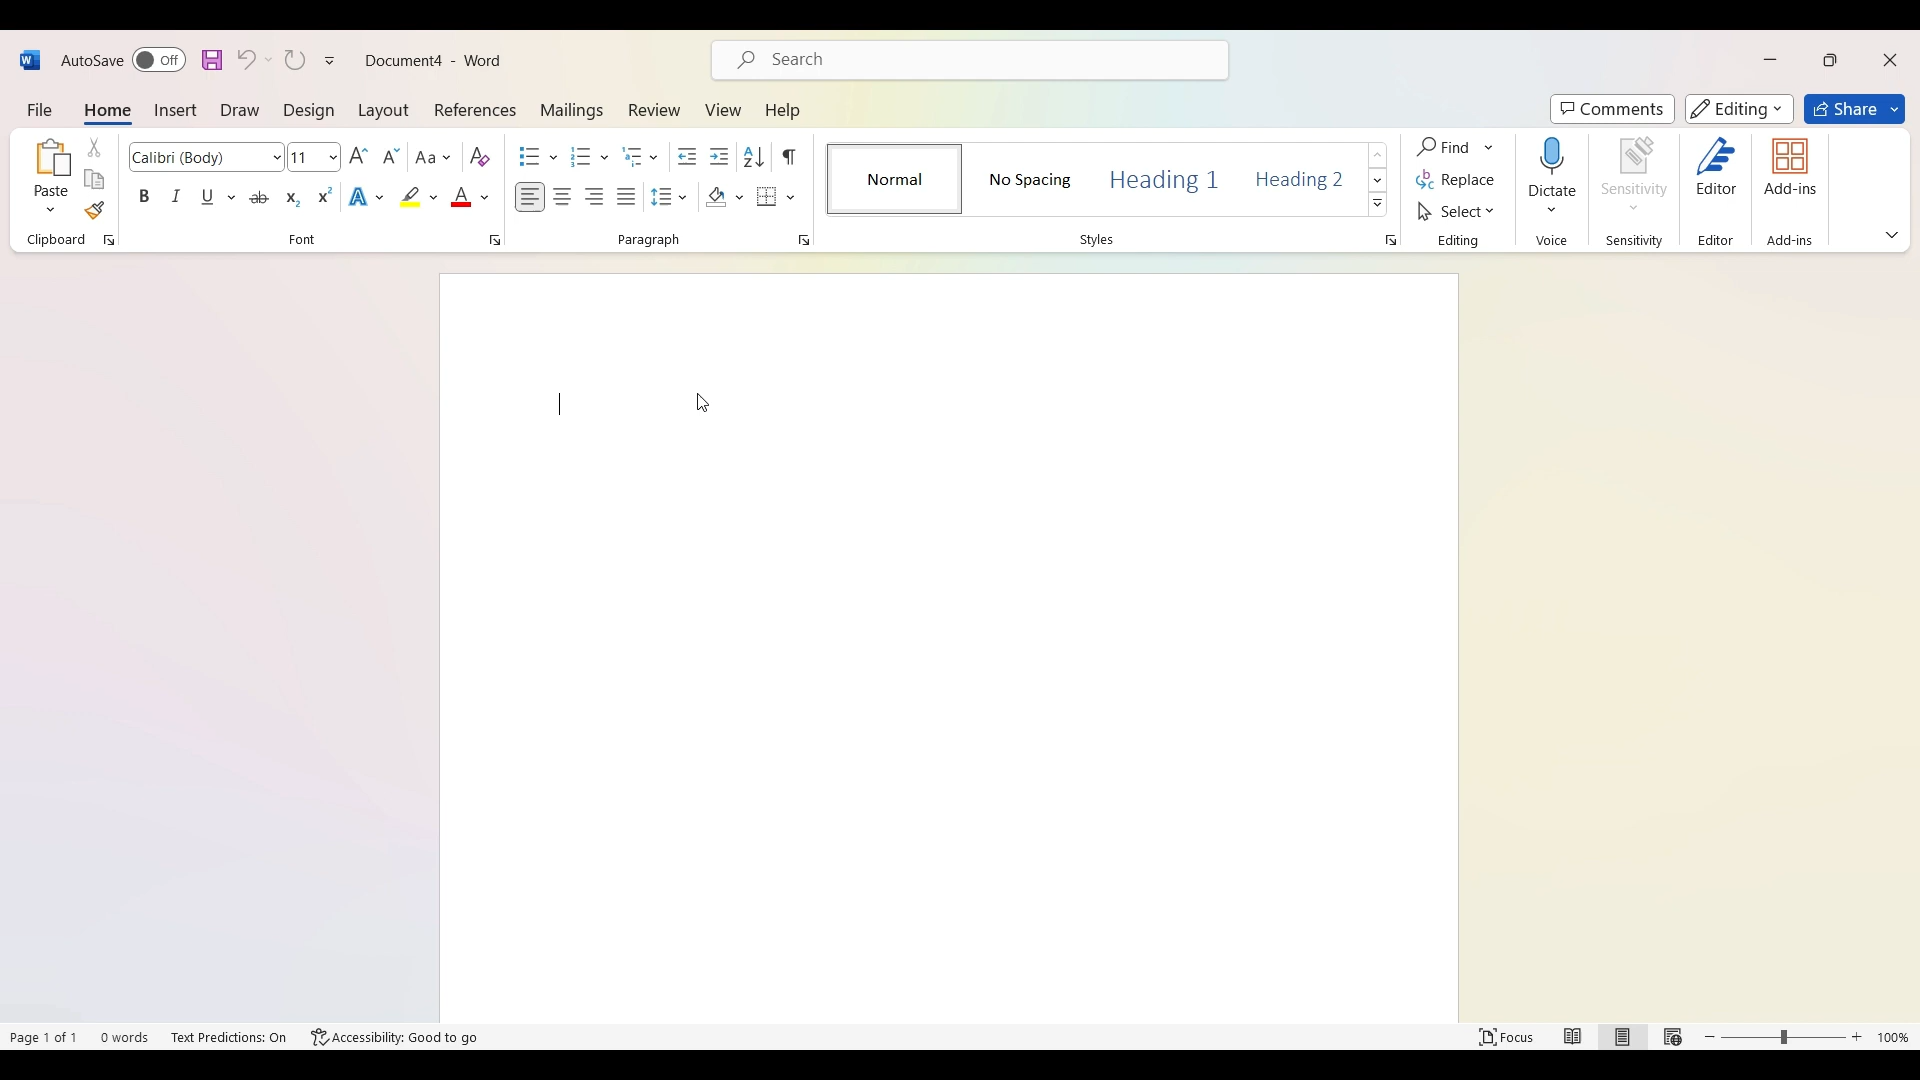 AutoSave Off Document4 - Word Search
File Home Insert Draw Design Layout References Mailings Review View Help Comments Editing Share
Paste
Clipboard
Calibri (Body) 11
Aa
B I U ab x₂ x² A A
Font
Paragraph
Normal No Spacing Heading 1 Heading 2
Styles
Find
Replace
Select
Editing
Dictate
Voice
Sensitivity
Sensitivity
Editor
Editor
Add-ins
Add-ins
Page 1 of 1 0 words Text Predictions: On Accessibility: Good to go Focus 100%